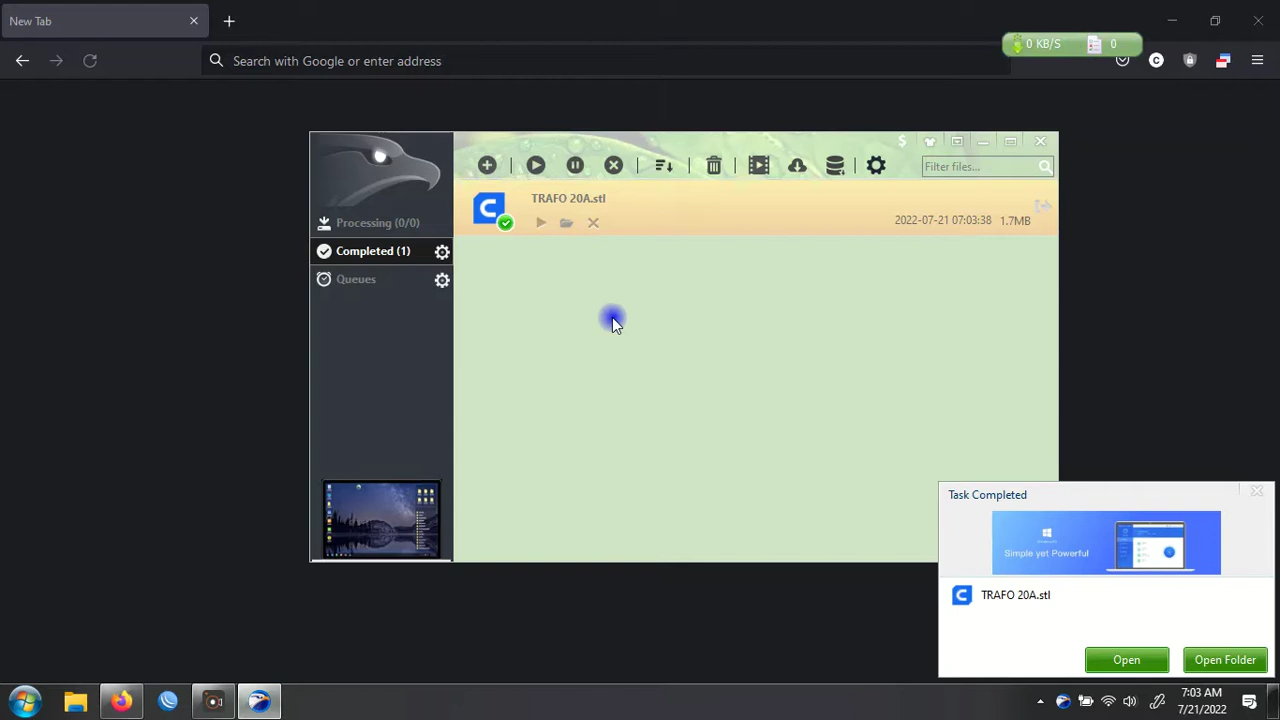 New Tab
Search with Google or enter address
0 KB/S 0
Filter files...
TRAFO 20A.stl
2022-07-21 07:03:38 1.7MB
Processing (0/0)
Completed (1)
Queues
Task Completed
Simple yet Powerful
TRAFO 20A.stl
Open
Open Folder
7:03 AM
7/21/2022